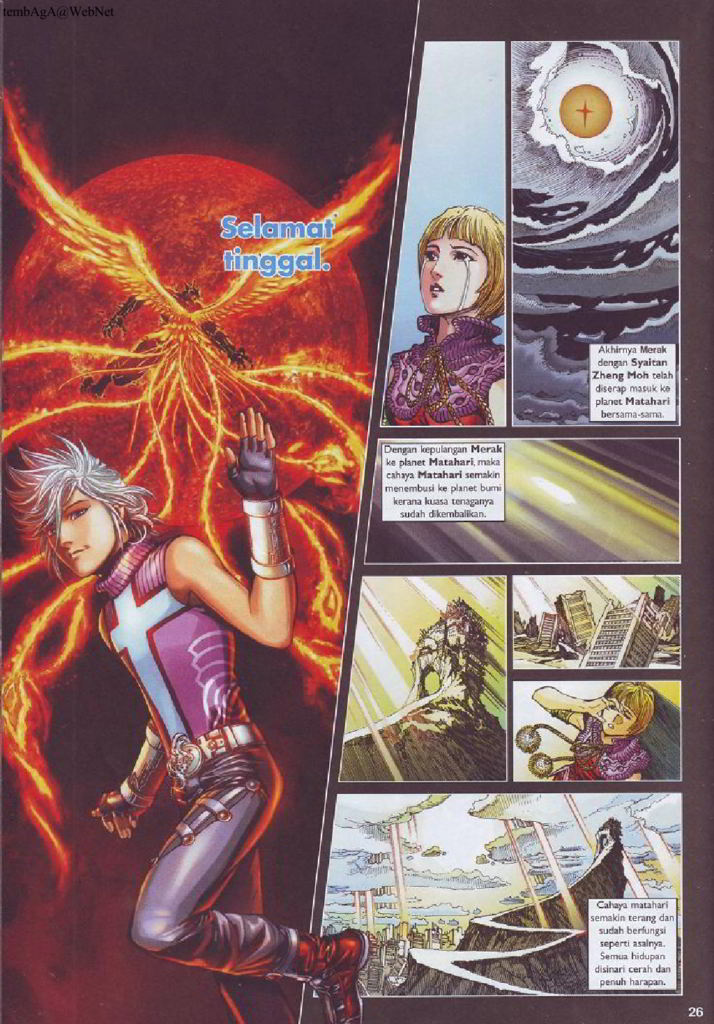 tembAgA@WebNet
Selamat
tinggal.
Akhirnya Merak
dengan Syaitan
Zheng Moh telah
diserap masuk ke
planet Matahari
bersama-sama.
Dengan kepulangan Merak
ke planet Matahari, maka
cahaya Matahari semakin
menembusi ke planet bumi
kerana kuasa tenaganya
sudah dikembalikan.
Cahaya matahari
semakin terang dan
sudah berfungsi
seperti asalnya.
Semua hidupan
disinari cerah dan
penuh harapan.
26